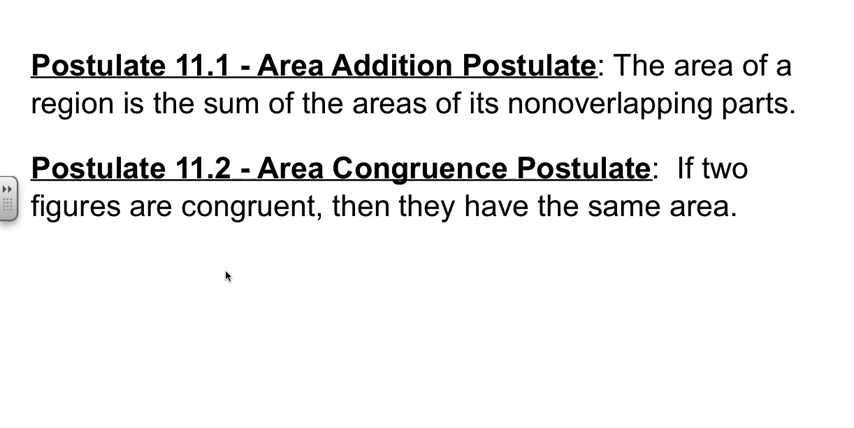 Postulate 11.1 - Area Addition Postulate: The area of a
region is the sum of the areas of its nonoverlapping parts.
Postulate 11.2 - Area Congruence Postulate:  If two
figures are congruent, then they have the same area.